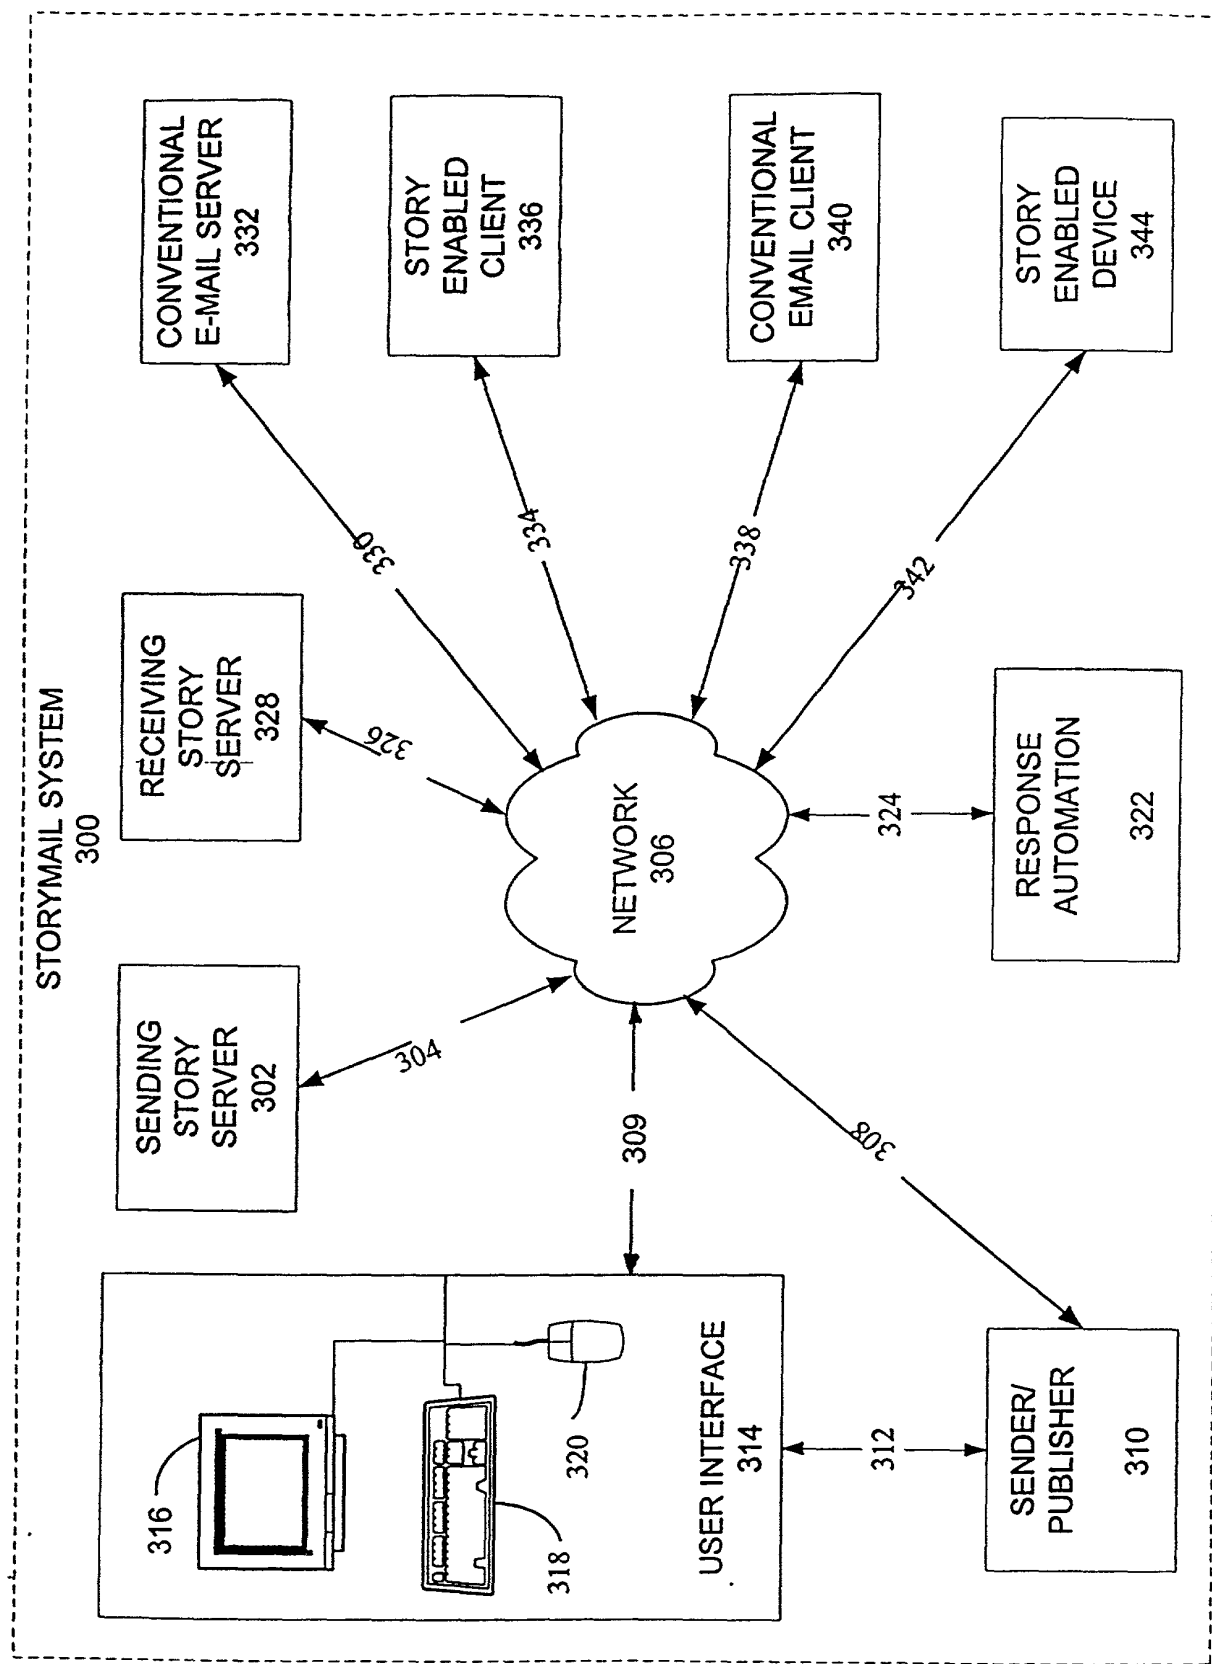 STORYMAIL SYSTEM
300
SENDING
STORY
SERVER
302
RECEIVING
STORY
SERVER
328
CONVENTIONAL
E-MAIL SERVER
332
STORY
ENABLED
CLIENT
336
CONVENTIONAL
EMAIL CLIENT
340
STORY
ENABLED
DEVICE
344
304
326
330
334
338
342
NETWORK
306
309
308
324
316
318
320
USER INTERFACE
314
312
SENDER/
PUBLISHER
310
RESPONSE
AUTOMATION
322